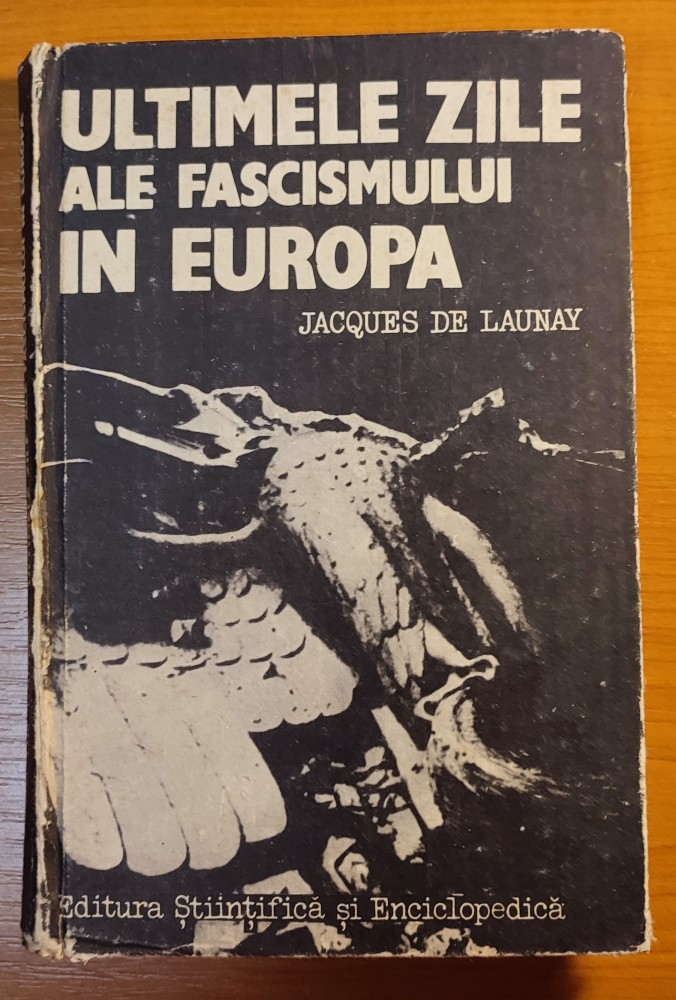 ULTIMELE ZILE
ALE FASCISMULUI
IN EUROPA
JACQUES DE LAUNAY
Editura Științifică și Enciclopedică